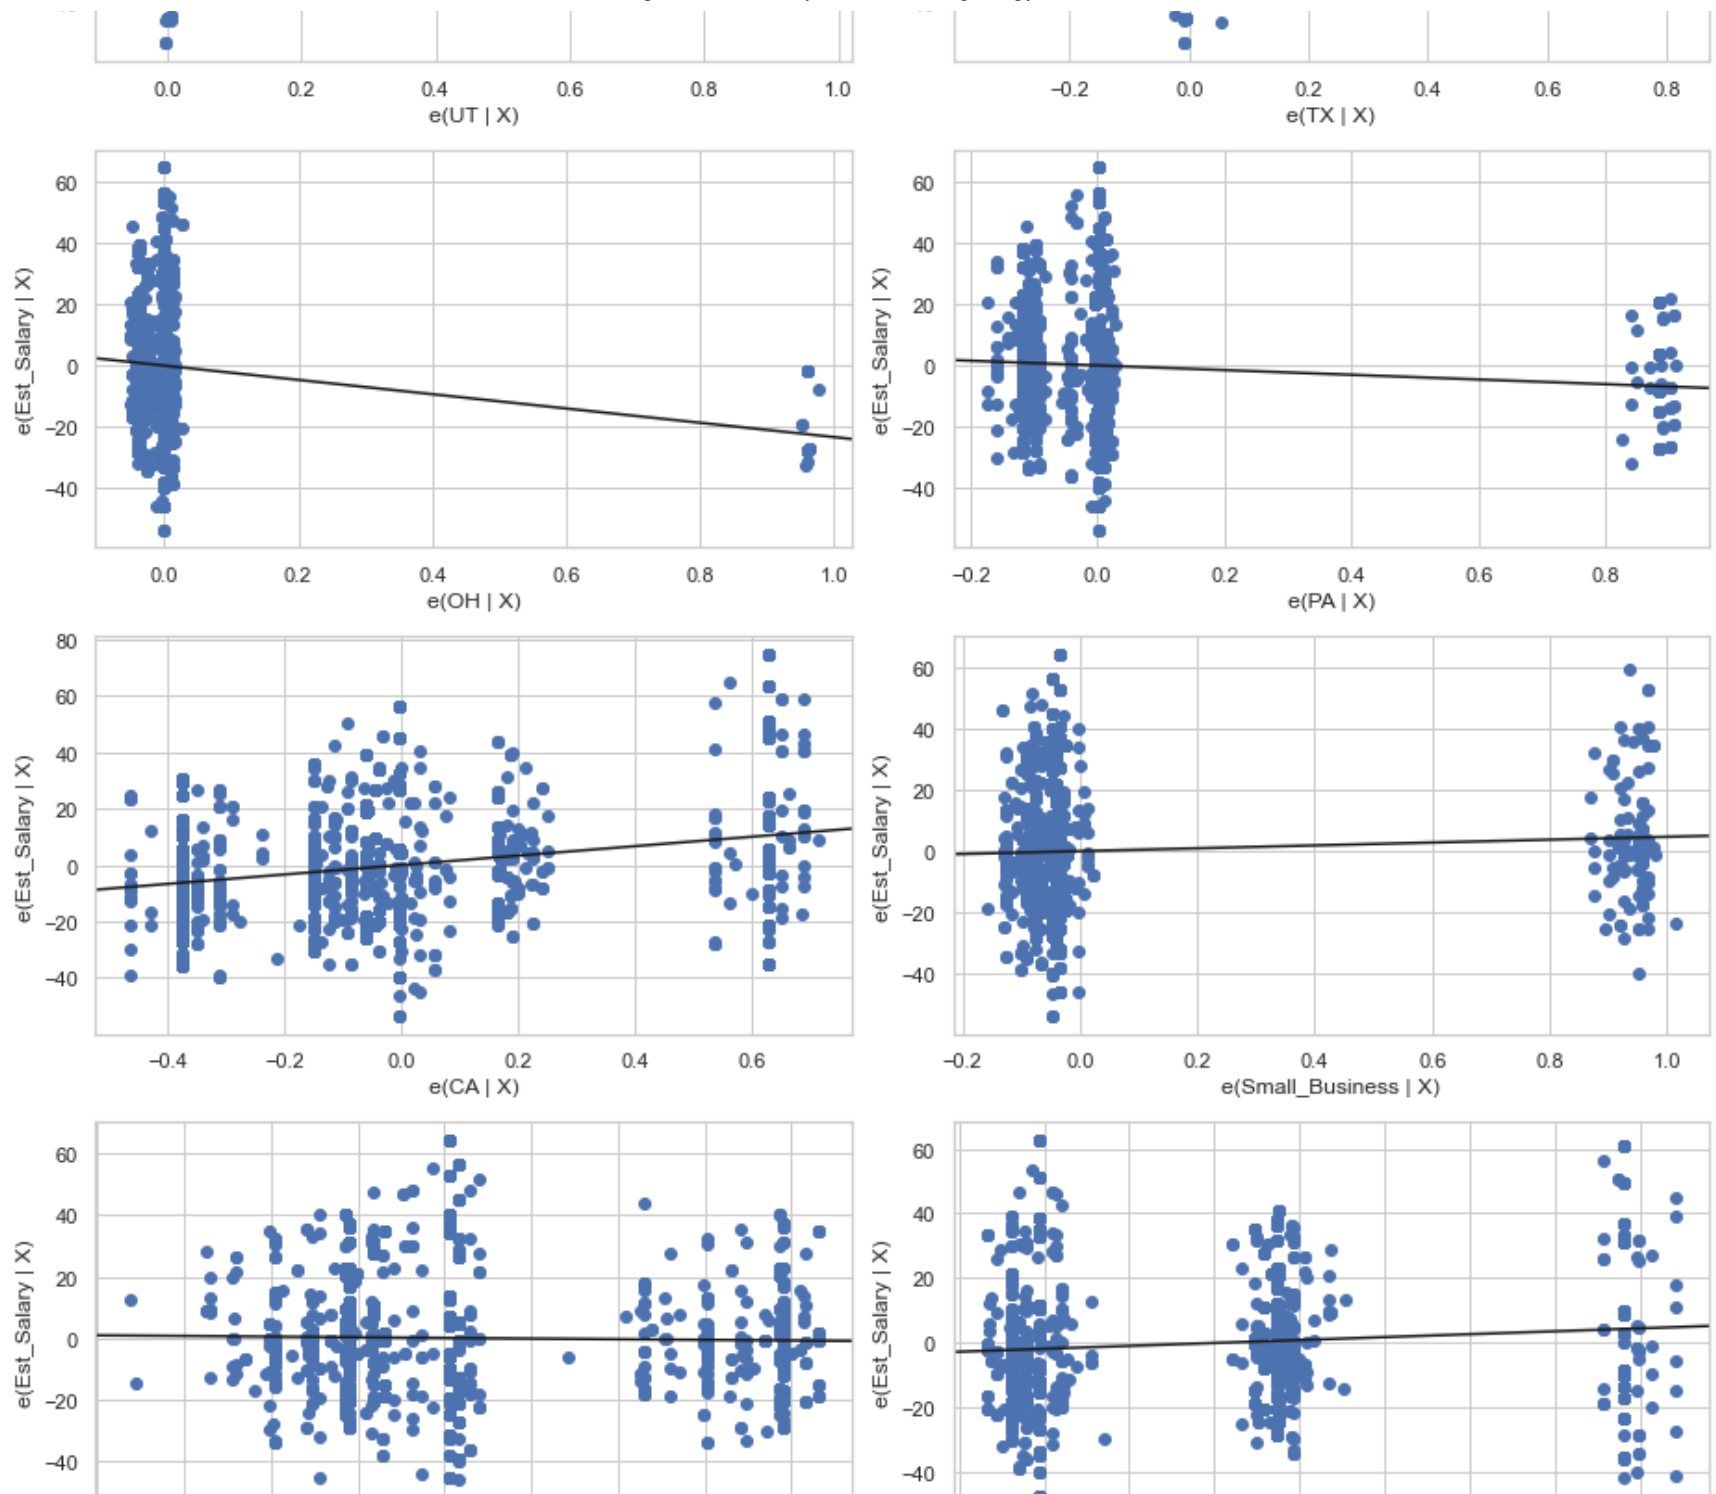 0.0 0.2 0.4 0.6 0.8 1.0
e(UT | X)
−0.2 0.0 0.2 0.4 0.6 0.8
e(TX | X)
60
40
20
0
−20
−40
e(Est_Salary | X)
0.0 0.2 0.4 0.6 0.8 1.0
e(OH | X)
60
40
20
0
−20
−40
e(Est_Salary | X)
−0.2 0.0 0.2 0.4 0.6 0.8
e(PA | X)
80
60
40
20
0
−20
−40
e(Est_Salary | X)
−0.4 −0.2 0.0 0.2 0.4 0.6
e(CA | X)
60
40
20
0
−20
−40
e(Est_Salary | X)
−0.2 0.0 0.2 0.4 0.6 0.8 1.0
e(Small_Business | X)
60
40
20
0
−20
−40
e(Est_Salary | X)
60
40
20
0
−20
−40
e(Est_Salary | X)